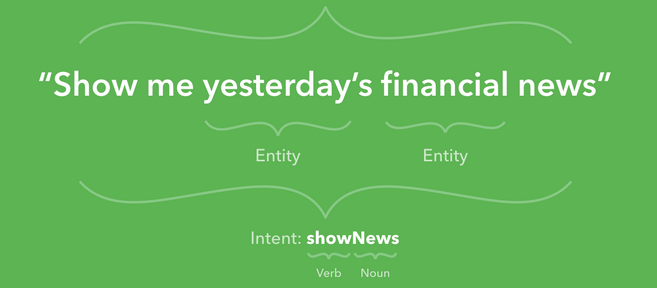 “Show me yesterday’s financial news”
Entity Entity
Intent: showNews
Verb Noun